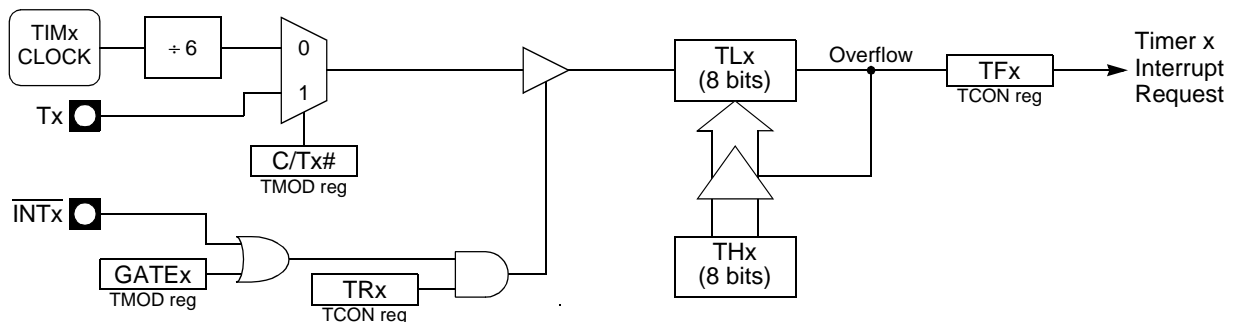 TIMx
CLOCK
÷ 6
0
1
Tx
C/Tx#
TMOD reg
INTx
GATEx
TMOD reg
TRx
TCON reg
TLx
(8 bits)
Overflow
TFx
TCON reg
Timer x
Interrupt
Request
THx
(8 bits)